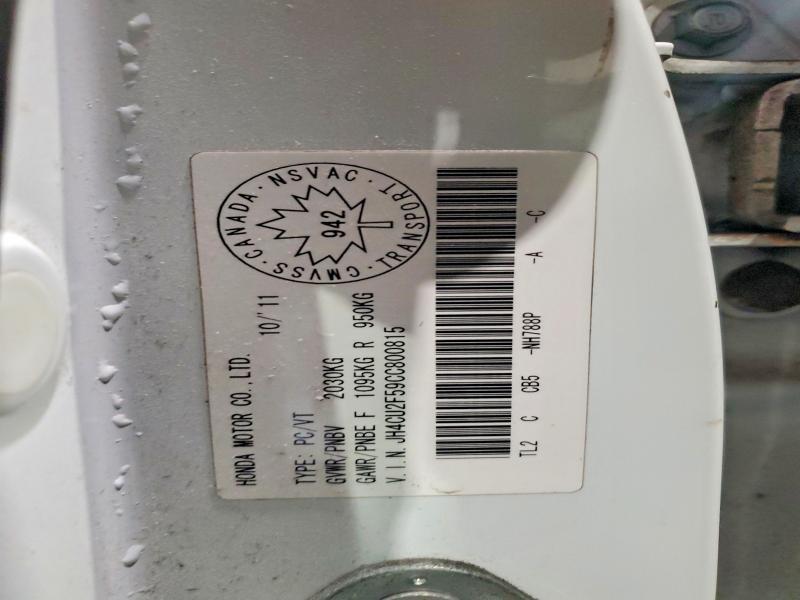 HONDA MOTOR CO., LTD. 10/'11
TYPE: PC/VT
GVWR/PNBV 2030KG
GAWR/PNBE F 1095KG R 950KG
V.I.N. JH4CU2F59CC800815
CANADA · NSVAC · TRANSPORT · CMVSS ·
942
TL2 C CB5 -NH788P -A -C